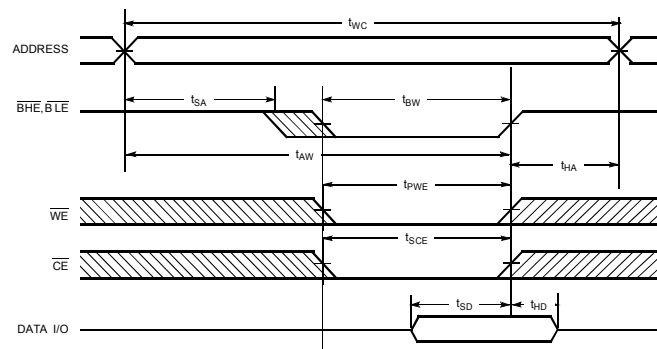 tWC
ADDRESS
BHE, BLE
tSA
tBW
tAW
tHA
tPWE
WE
tSCE
CE
tSD
tHD
DATA I/O